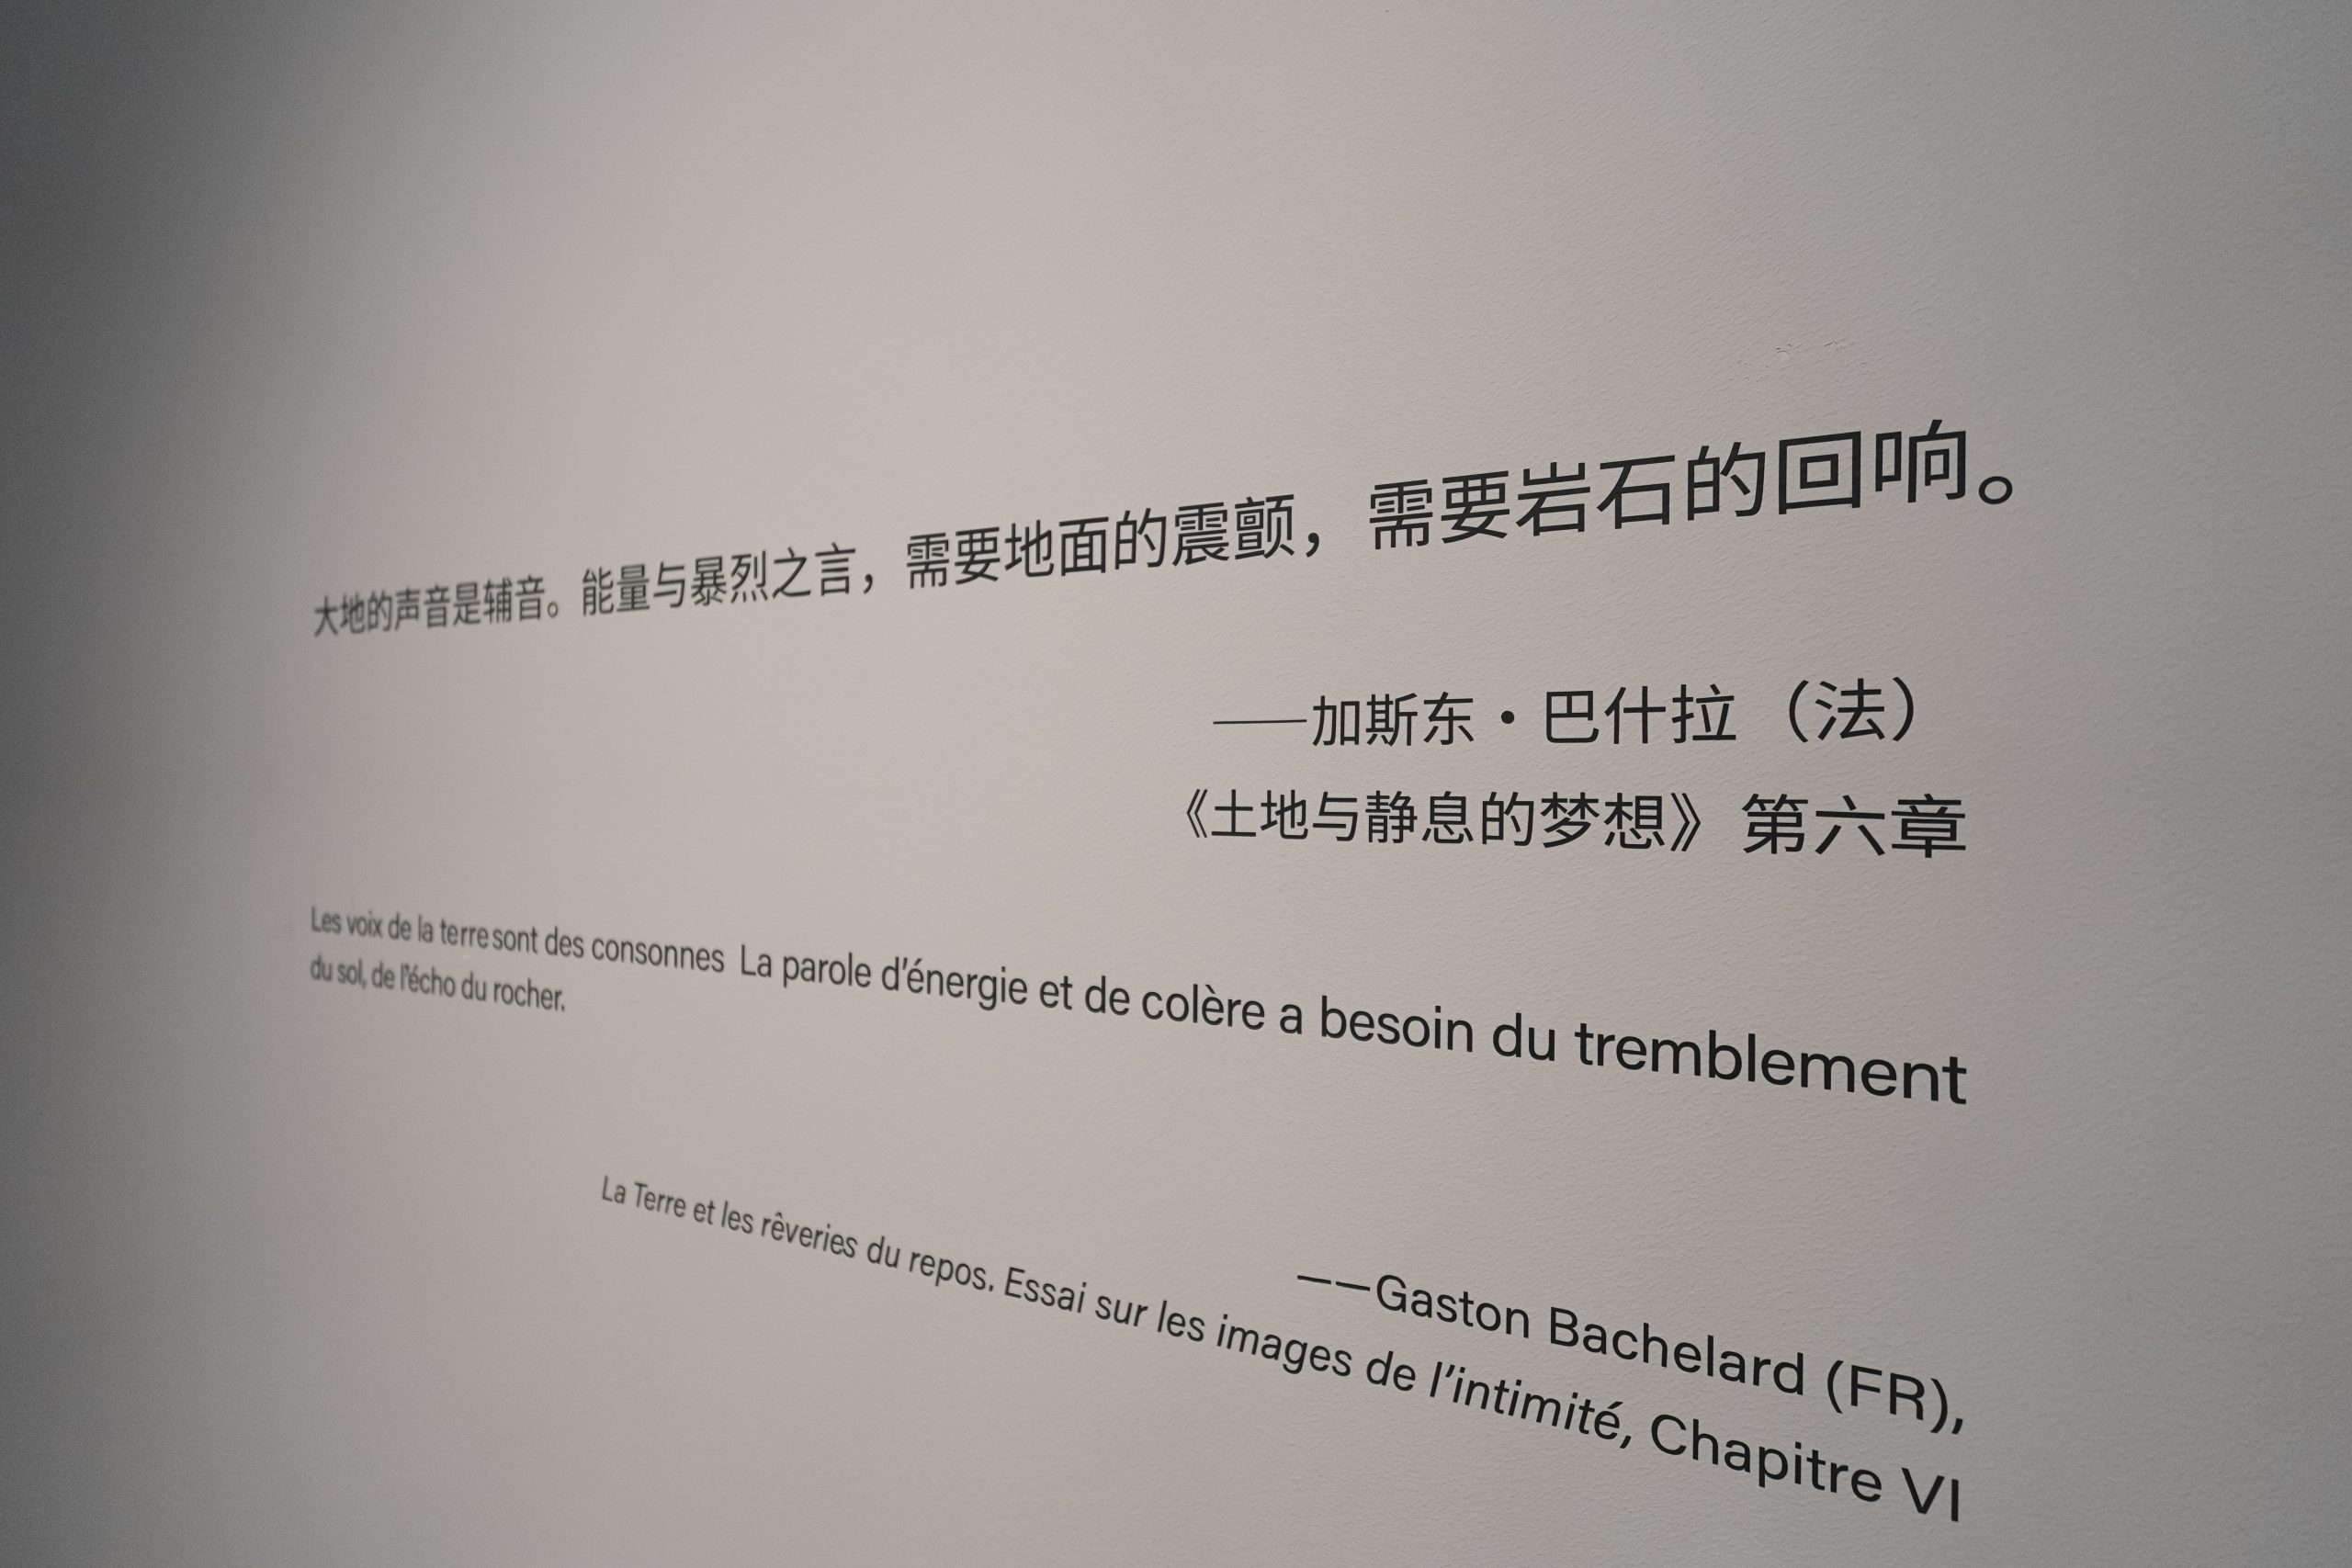 大地的声音是辅音。能量与暴烈之言，需要地面的震颤，需要岩石的回响。
——加斯东·巴什拉（法）
《土地与静息的梦想》第六章
Les voix de la terre sont des consonnes La parole d’énergie et de colère a besoin du tremblement
du sol, de l’écho du rocher.
——Gaston Bachelard (FR),
La Terre et les rêveries du repos. Essai sur les images de l’intimité, Chapitre VI